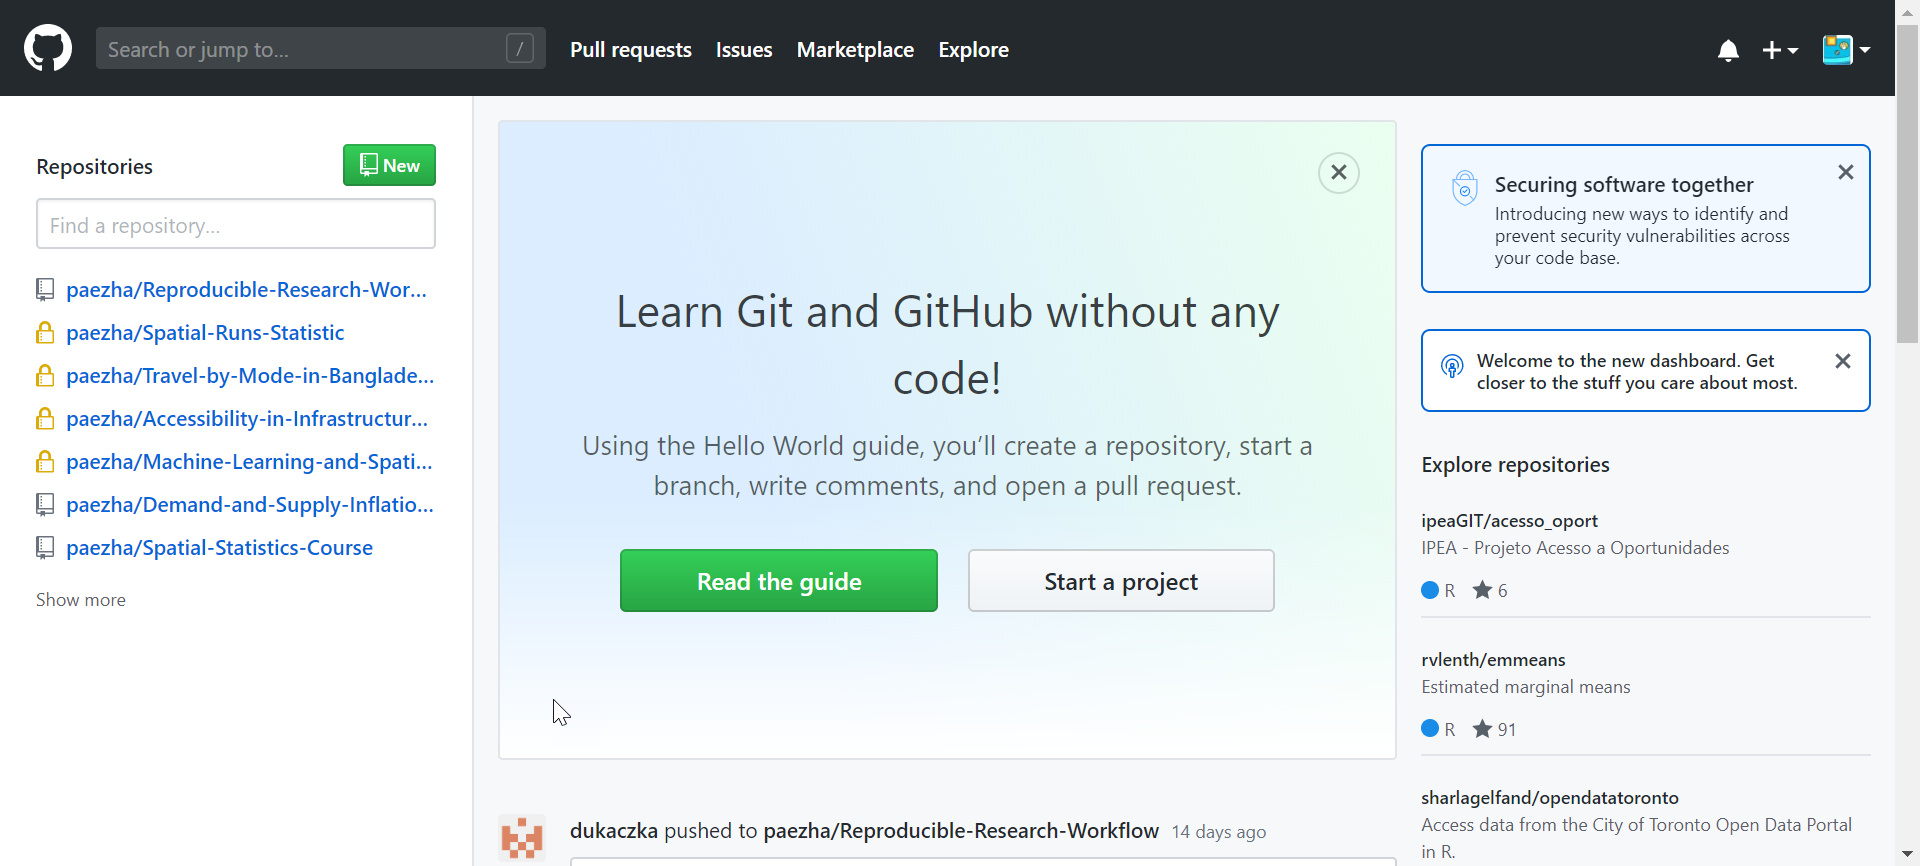 Search or jump to...
/
Pull requests
Issues
Marketplace
Explore
Repositories
New
Find a repository...
paezha/Reproducible-Research-Wor...
paezha/Spatial-Runs-Statistic
paezha/Travel-by-Mode-in-Banglade...
paezha/Accessibility-in-Infrastructur...
paezha/Machine-Learning-and-Spati...
paezha/Demand-and-Supply-Inflatio...
paezha/Spatial-Statistics-Course
Show more
Learn Git and GitHub without any
code!
Using the Hello World guide, you’ll create a repository, start a
branch, write comments, and open a pull request.
Read the guide
Start a project
dukaczka pushed to paezha/Reproducible-Research-Workflow 14 days ago
Securing software together
Introducing new ways to identify and
prevent security vulnerabilities across
your code base.
Welcome to the new dashboard. Get
closer to the stuff you care about most.
Explore repositories
ipeaGIT/acesso_oport
IPEA - Projeto Acesso a Oportunidades
R 6
rvlenth/emmeans
Estimated marginal means
R 91
sharlagelfand/opendatatoronto
Access data from the City of Toronto Open Data Portal
in R.